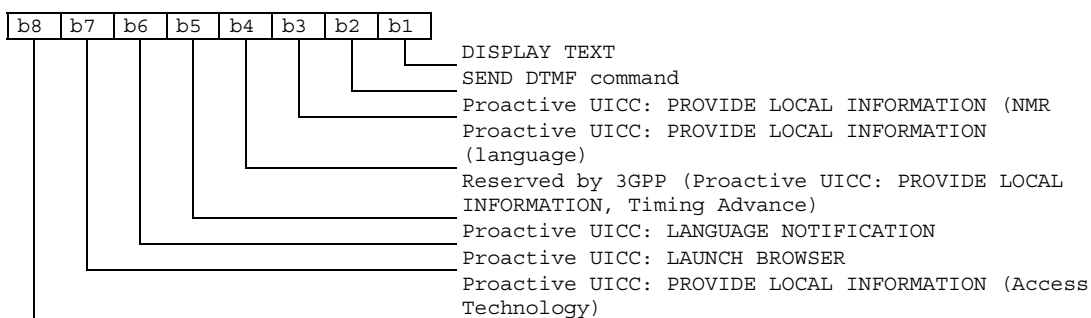 b8 b7 b6 b5 b4 b3 b2 b1
DISPLAY TEXT
SEND DTMF command
Proactive UICC: PROVIDE LOCAL INFORMATION (NMR
Proactive UICC: PROVIDE LOCAL INFORMATION
(language)
Reserved by 3GPP (Proactive UICC: PROVIDE LOCAL
INFORMATION, Timing Advance)
Proactive UICC: LANGUAGE NOTIFICATION
Proactive UICC: LAUNCH BROWSER
Proactive UICC: PROVIDE LOCAL INFORMATION (Access
Technology)